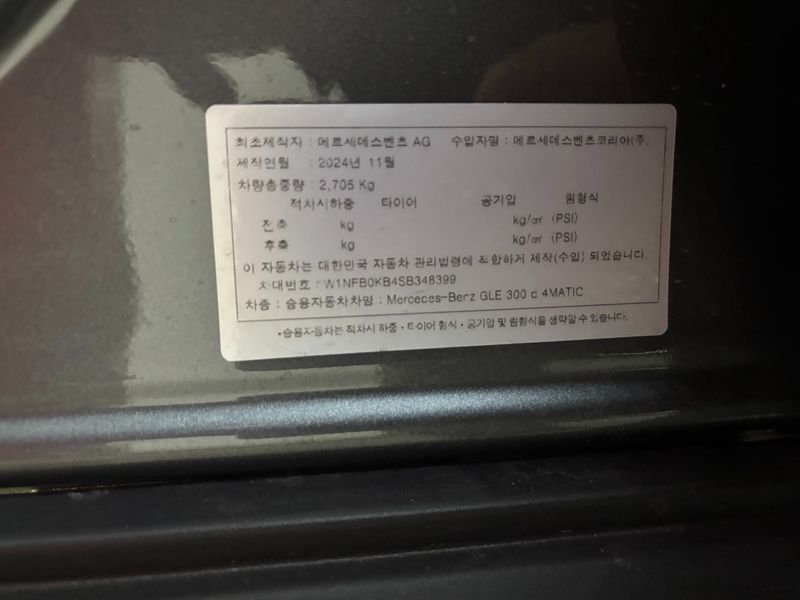 최초제작자 : 메르세데스벤츠 AG 수입자명 : 메르세데스벤츠코리아(주)
제작연월 : 2024년 11월
차량총중량 : 2,705 Kg
적차시하중 타이어 공기압 림형식
전축 kg kg/㎠ (PSI)
후축 kg kg/㎠ (PSI)
이 자동차는 대한민국 자동차 관리법령에 적합하게 제작(수입) 되었습니다.
차대번호 : W1NFB0KB4SB348399
차종 : 승용자동차차명 : Mercedes-Benz GLE 300 d 4MATIC
*승용자동차는 적차시 하중·타이어 형식·공기압 및 림형식을 생략할 수 있습니다.